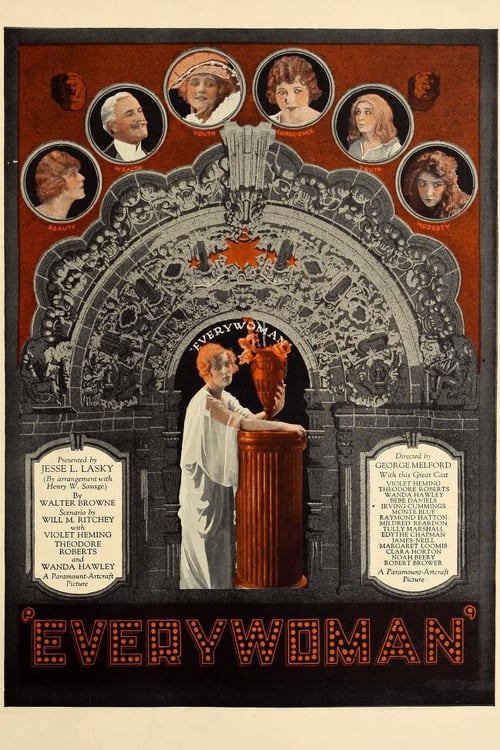 BEAUTY
WEALTH
YOUTH
CONSCIENCE
TRUTH
MODESTY
"EVERYWOMAN"
Presented by
JESSE L. LASKY
(By arrangement with
Henry W. Savage)
By
WALTER BROWNE
Scenario by
WILL M. RITCHEY
with
VIOLET HEMING
THEODORE
ROBERTS
and
WANDA HAWLEY
A Paramount-Artcraft
Picture
Directed by
GEORGE MELFORD
With this Great Cast
VIOLET HEMING
THEODORE ROBERTS
WANDA HAWLEY
BEBE DANIELS
IRVING CUMMINGS
MONTE BLUE
RAYMOND HATTON
MILDRED REARDON
TULLY MARSHALL
EDYTHE CHAPMAN
JAMES NEILL
MARGARET LOOMIS
CLARA HORTON
NOAH BEERY
ROBERT BROWER
A Paramount-Artcraft
Picture
'EVERYWOMAN'